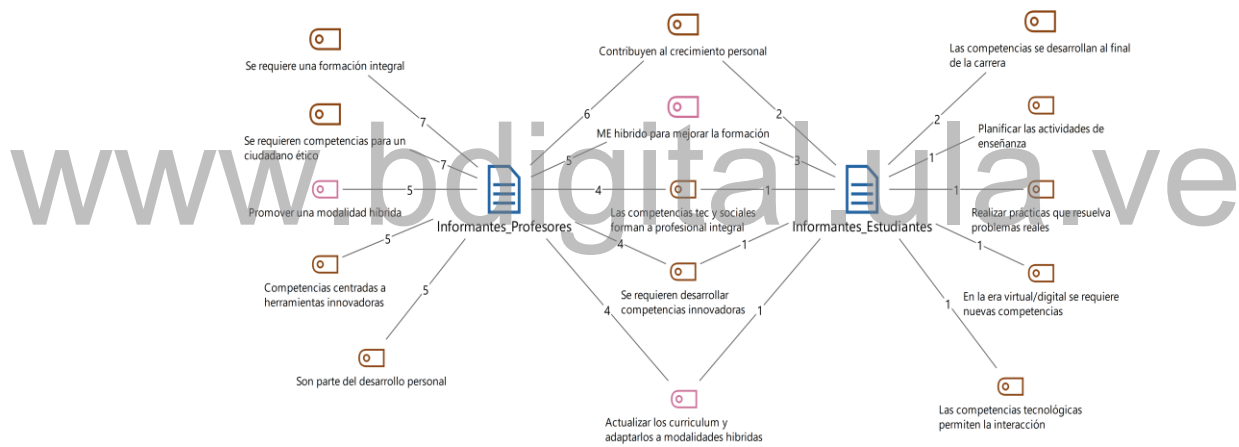 Contribuyen al crecimiento personal
Las competencias se desarrollan al final
de la carrera
Se requiere una formación integral
2
6
2
7
Planificar las actividades de
enseñanza
ME hibrido para mejorar la formación
Se requieren competencias para un
ciudadano ético
7
5
3
1
www.bdigital.ula.ve
5
4
1
1
Promover una modalidad híbrida
Las competencias tec y sociales
forman a profesional integral
Realizar prácticas que resuelva
problemas reales
Informantes_Profesores
Informantes_Estudiantes
5
4
1
1
Competencias centradas a
herramientas innovadoras
Se requieren desarrollar
competencias innovadoras
En la era virtual/digital se requiere
nuevas competencias
5
4
1
1
Son parte del desarrollo personal
Las competencias tecnológicas
permiten la interacción
Actualizar los curriculum y
adaptarlos a modalidades hibridas